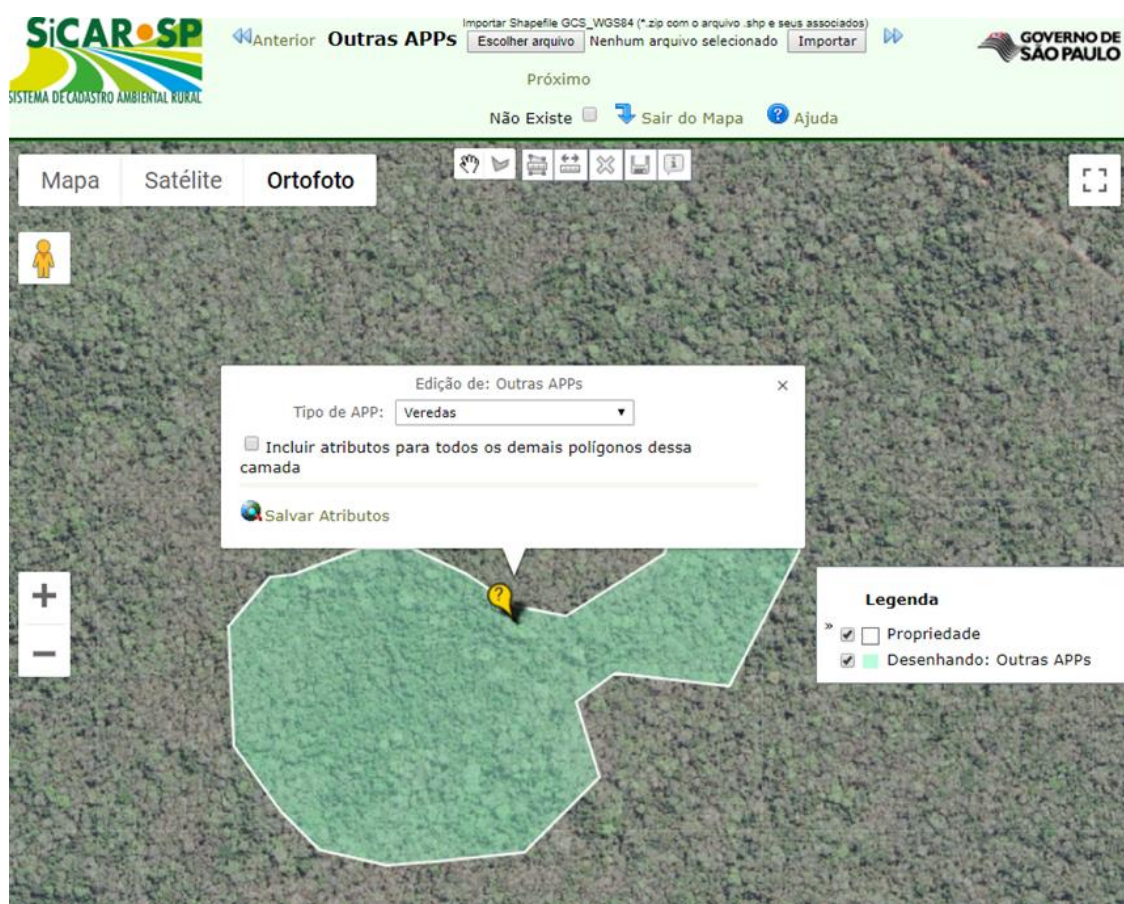 SiCAR SP
SISTEMA DE CADASTRO AMBIENTAL RURAL
Anterior
Outras APPs
Importar Shapefile GCS_WGS84 (*.zip com o arquivo .shp e seus associados)
Escolher arquivo Nenhum arquivo selecionado Importar
Próximo
Não Existe Sair do Mapa Ajuda
GOVERNO DE
SÃO PAULO
Mapa Satélite Ortofoto
Edição de: Outras APPs ×
Tipo de APP: Veredas
Incluir atributos para todos os demais polígonos dessa
camada
Salvar Atributos
?
+
−
Legenda
» Propriedade
Desenhando: Outras APPs